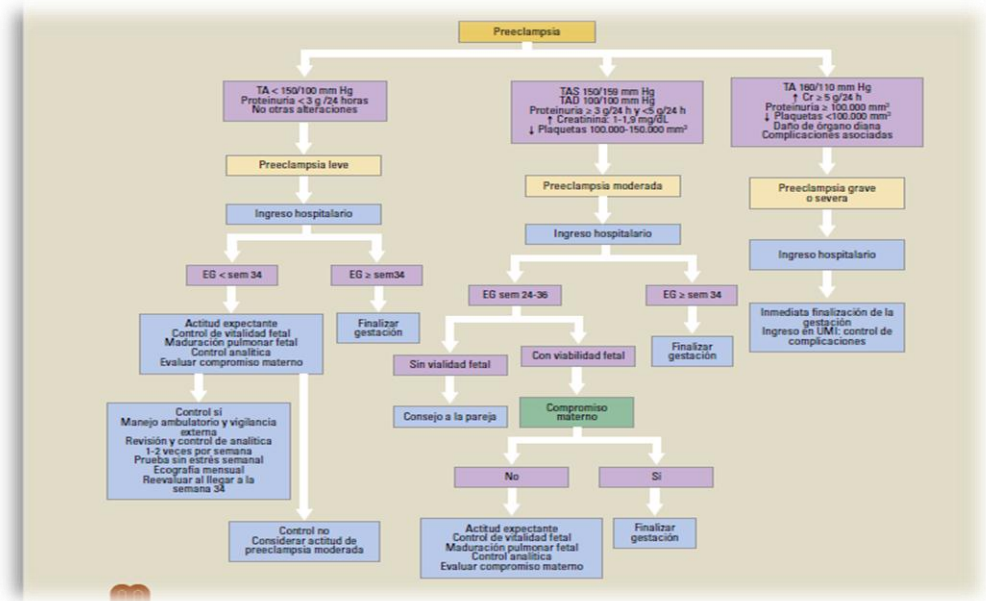 Preeclampsia
TA < 150/100 mm Hg
Proteinuria < 3 g /24 horas
No otras alteraciones
TAS 150/159 mm Hg
TAD 100/100 mm Hg
Proteinuria ≥ 3 g/24 h y <5 g/24 h
↑ Creatinina: 1-1,9 mg/dL
↓ Plaquetas 100.000-150.000 mm³
TA 160/110 mm Hg
↑ Cr ≥ 5 g/24 h
Proteinuria ≥ 100.000 mm³
↓ Plaquetas <100.000 mm³
Daño de órgano diana
Complicaciones asociadas
Preeclampsia leve
Preeclampsia moderada
Preeclampsia grave
o severa
Ingreso hospitalario
Ingreso hospitalario
Ingreso hospitalario
EG < sem 34
EG ≥ sem34
EG sem 24-36
EG ≥ sem 34
Actitud expectante
Control de vitalidad fetal
Maduración pulmonar fetal
Control analítica
Evaluar compromiso materno
Finalizar
gestación
Inmediata finalización de la
gestación
Ingreso en UMI: control de
complicaciones
Sin vialidad fetal
Con viabilidad fetal
Finalizar
gestación
Consejo a la pareja
Compromiso
materno
Control si
Manejo ambulatorio y vigilancia
externa
Revisión y control de analítica
1-2 veces por semana
Prueba sin estrés semanal
Ecografía mensual
Reevaluar al llegar a la
semana 34
No
Si
Control no
Considerar actitud de
preeclampsia moderada
Actitud expectante
Control de vitalidad fetal
Maduración pulmonar fetal
Control analítica
Evaluar compromiso materno
Finalizar
gestación